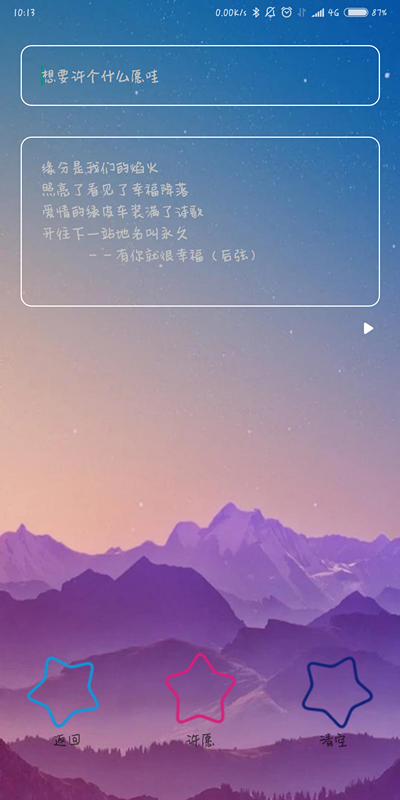 10:13
0.00K/s
4G
87%
想要许个什么愿哇
缘分是我们的焰火
照亮了看见了幸福降落
爱情的绿皮车装满了诗歌
开往下一站地名叫永久
--有你就很幸福（后弦）
返回
许愿
清空